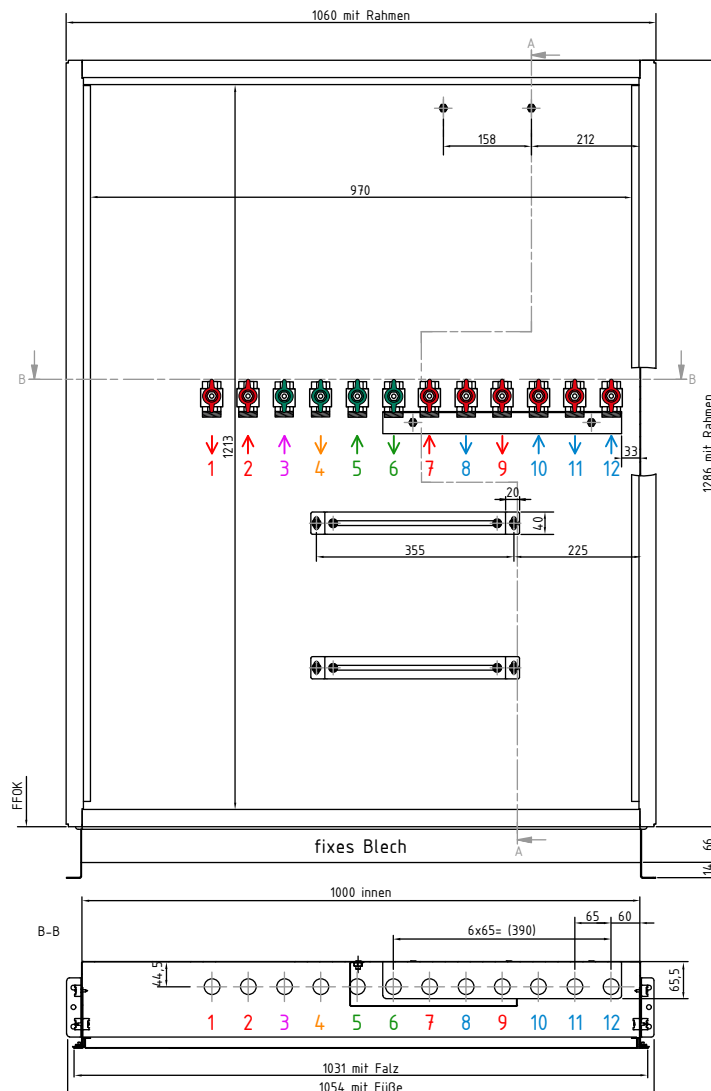 1060 mit Rahmen
A
158
212
970
B
B
1213
1286 mit Rahmen
1 2 3 4 5 6 7 8 9 10 11 12
33
20
40
355
225
FFOK
fixes Blech
A
66
14
1000 innen
B-B
65
60
6x65= (390)
44,5
65,5
1 2 3 4 5 6 7 8 9 10 11 12
1031 mit Falz
1054 mit Füße